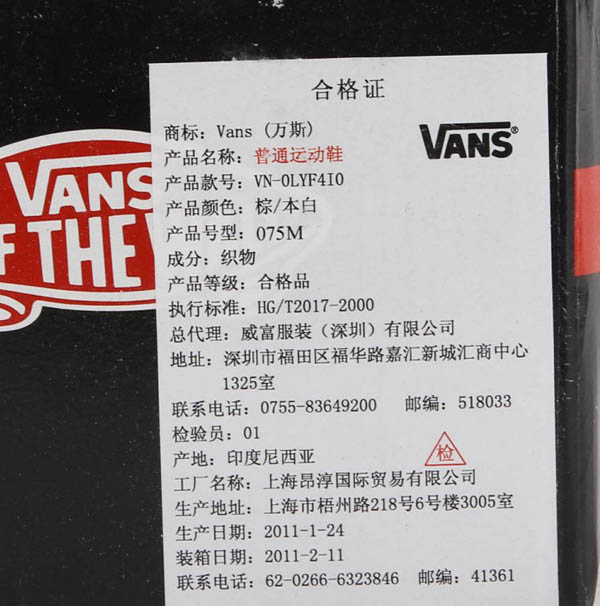 合格证
商标: Vans (万斯)
VANS®
产品名称: 普通运动鞋
产品款号: VN-0LYF4I0
产品颜色: 棕/本白
产品号型: 075M
成分: 织物
产品等级: 合格品
执行标准: HG/T2017-2000
总代理: 威富服装（深圳）有限公司
地址: 深圳市福田区福华路嘉汇新城汇商中心
1325室
联系电话: 0755-83649200 邮编: 518033
检验员: 01
检
产地: 印度尼西亚
工厂名称: 上海昂淳国际贸易有限公司
生产地址: 上海市梧州路218号6号楼3005室
生产日期: 2011-1-24
装箱日期: 2011-2-11
联系电话: 62-0266-6323846 邮编: 41361
VANS
F THE